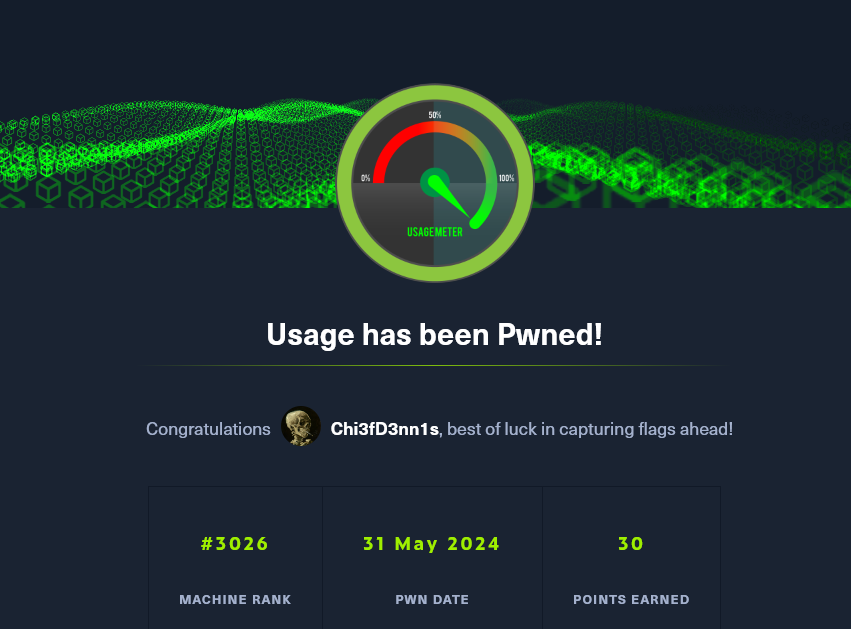 50%
0%
100%
USAGEMETER
Usage has been Pwned!
Congratulations Chi3fD3nn1s, best of luck in capturing flags ahead!
#3026 31 May 2024 30
MACHINE RANK PWN DATE POINTS EARNED